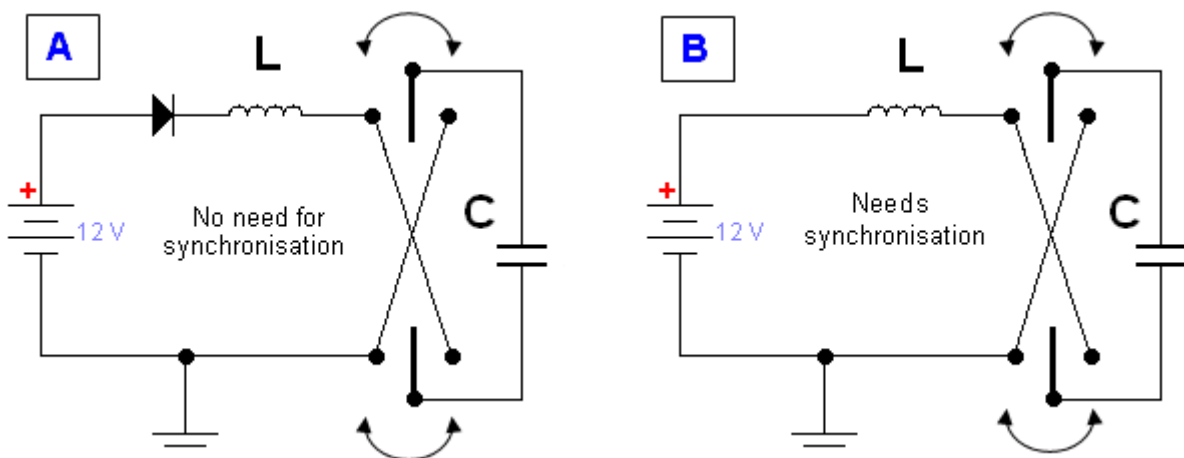 A
L
+
12 V
No need for
synchronisation
C
B
L
+
12 V
Needs
synchronisation
C